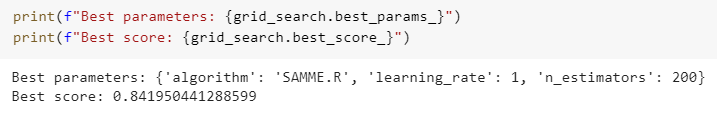 print(f"Best parameters: {grid_search.best_params_}")
print(f"Best score: {grid_search.best_score_}")
Best parameters: {'algorithm': 'SAMME.R', 'learning_rate': 1, 'n_estimators': 200}
Best score: 0.841950441288599